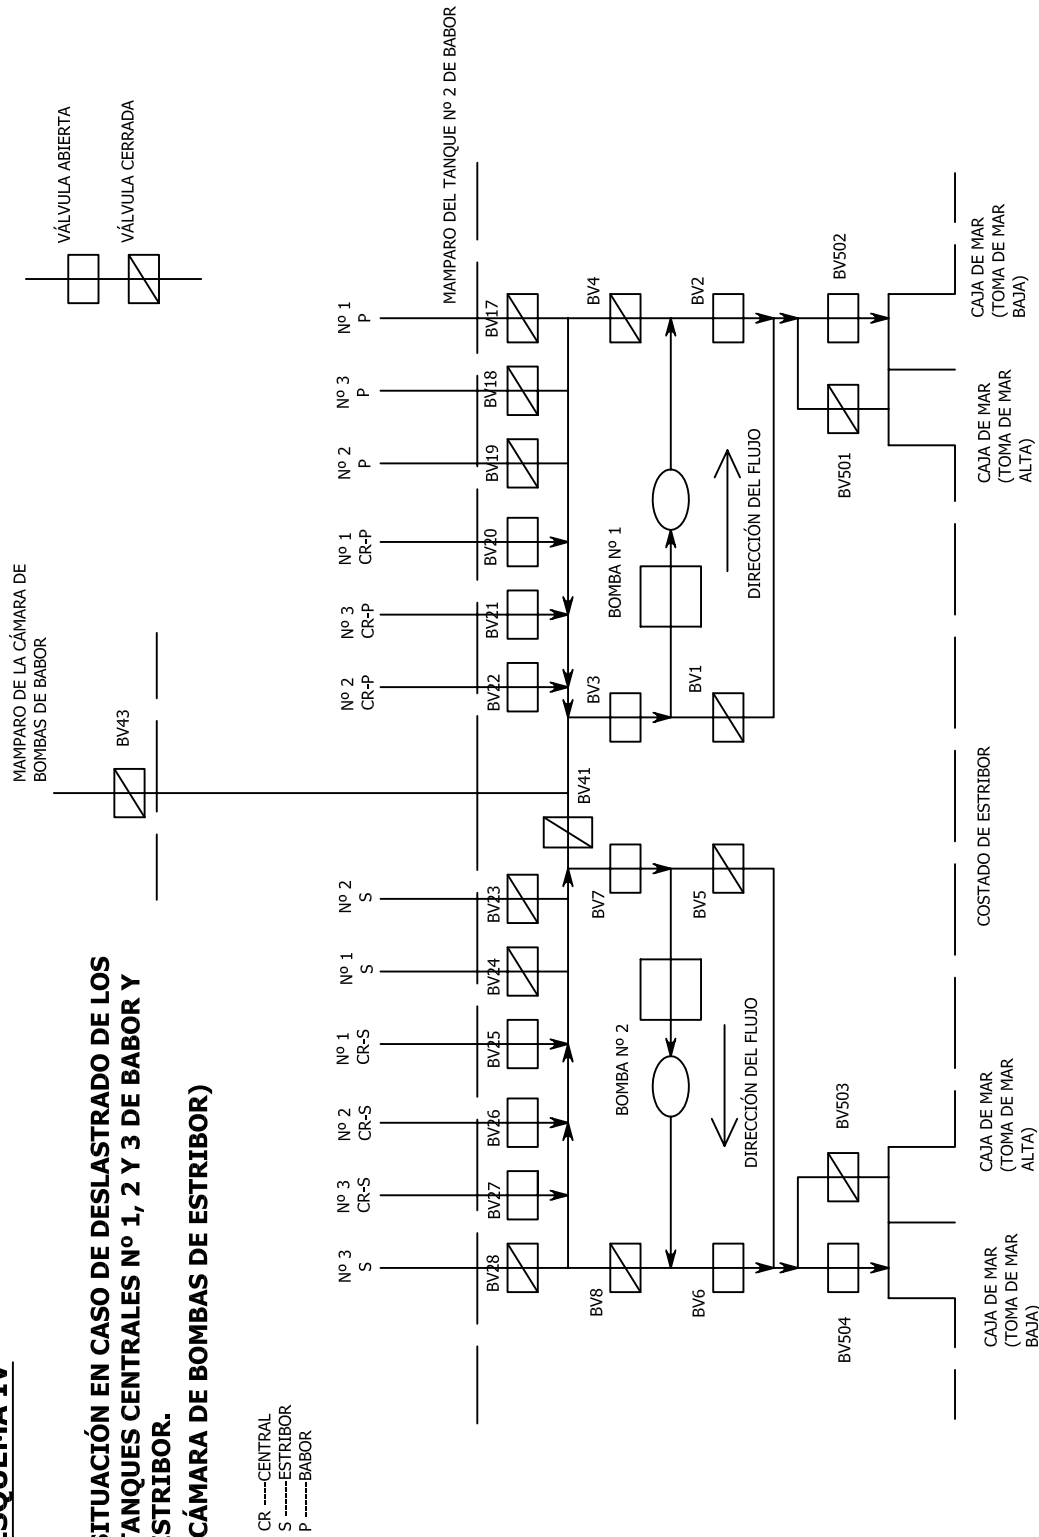 ESQUEMA IV
SITUACIÓN EN CASO DE DESLASTRADO DE LOS
TANQUES CENTRALES Nº 1, 2 Y 3 DE BABOR Y
ESTRIBOR.
(CÁMARA DE BOMBAS DE ESTRIBOR)
MAMPARO DE LA CÁMARA DE
BOMBAS DE BABOR
VÁLVULA ABIERTA
VÁLVULA CERRADA
BV43
CR ----CENTRAL
S -------ESTRIBOR
P -------BABOR
Nº 3
S
Nº 3
CR-S
Nº 2
CR-S
Nº 1
CR-S
Nº 1
S
Nº 2
S
Nº 2
CR-P
Nº 3
CR-P
Nº 1
CR-P
Nº 2
P
Nº 3
P
Nº 1
P
MAMPARO DEL TANQUE Nº 2 DE BABOR
BV28
BV27
BV26
BV25
BV24
BV23
BV22
BV21
BV20
BV19
BV18
BV17
BV41
BV8
BV7
BV3
BV4
BOMBA Nº 2
BOMBA Nº 1
BV6
BV5
BV1
BV2
DIRECCIÓN DEL FLUJO
DIRECCIÓN DEL FLUJO
BV504
BV503
BV501
BV502
CAJA DE MAR
(TOMA DE MAR
BAJA)
CAJA DE MAR
(TOMA DE MAR
ALTA)
COSTADO DE ESTRIBOR
CAJA DE MAR
(TOMA DE MAR
ALTA)
CAJA DE MAR
(TOMA DE MAR
BAJA)